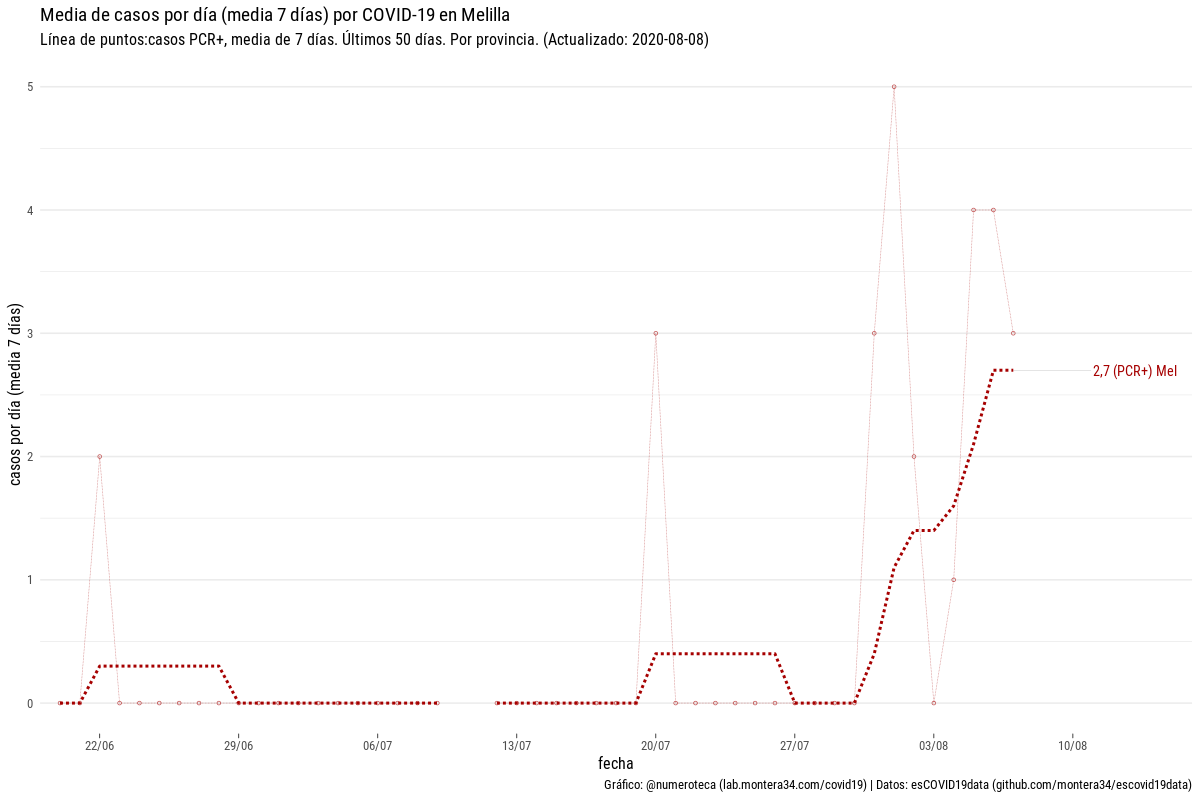 Media de casos por día (media 7 días) por COVID-19 en Melilla
Línea de puntos:casos PCR+, media de 7 días. Últimos 50 días. Por provincia. (Actualizado: 2020-08-08)
casos por día (media 7 días)
5
4
3
2
1
0
2,7 (PCR+) Mel
22/06
29/06
06/07
13/07
20/07
27/07
03/08
10/08
fecha
Gráfico: @numeroteca (lab.montera34.com/covid19) | Datos: esCOVID19data (github.com/montera34/escovid19data)